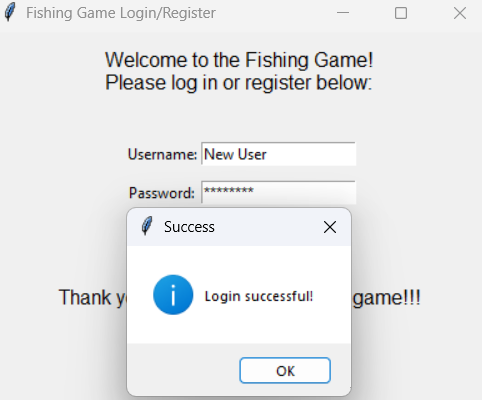 Fishing Game Login/Register
Welcome to the Fishing Game!
Please log in or register below:
Username: New User
Password: ********
Success
Login successful!
Thank game!!!
OK